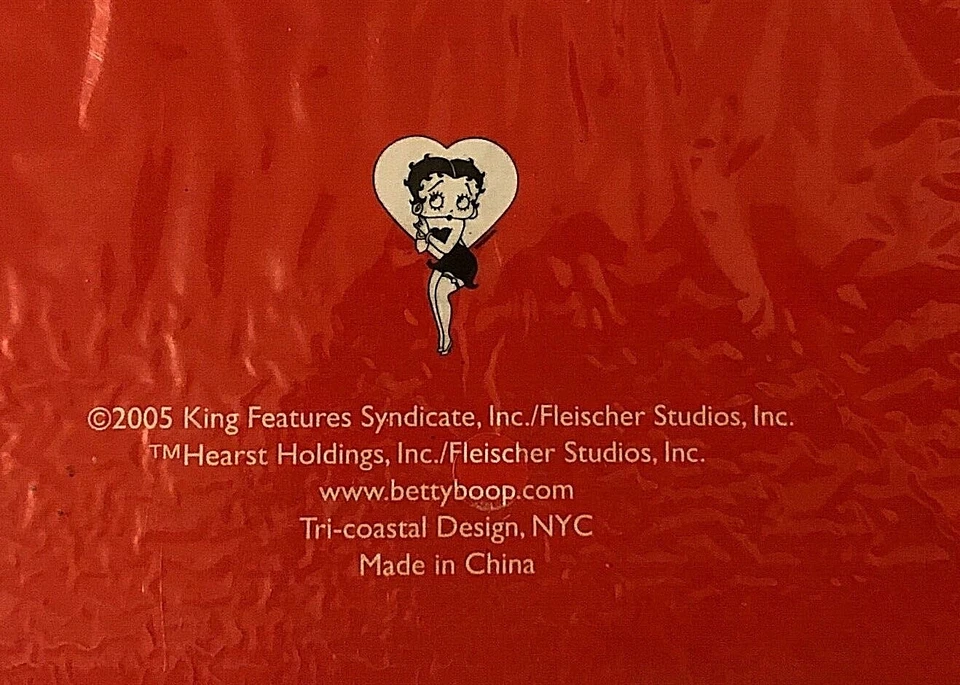 ©2005 King Features Syndicate, Inc./Fleischer Studios, Inc.
™Hearst Holdings, Inc./Fleischer Studios, Inc.
www.bettyboop.com
Tri-coastal Design, NYC
Made in China